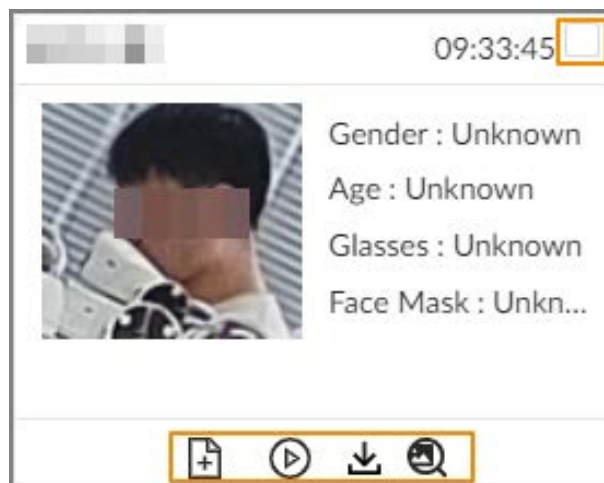 09:33:45
Gender : Unknown
Age : Unknown
Glasses : Unknown
Face Mask : Unkn...